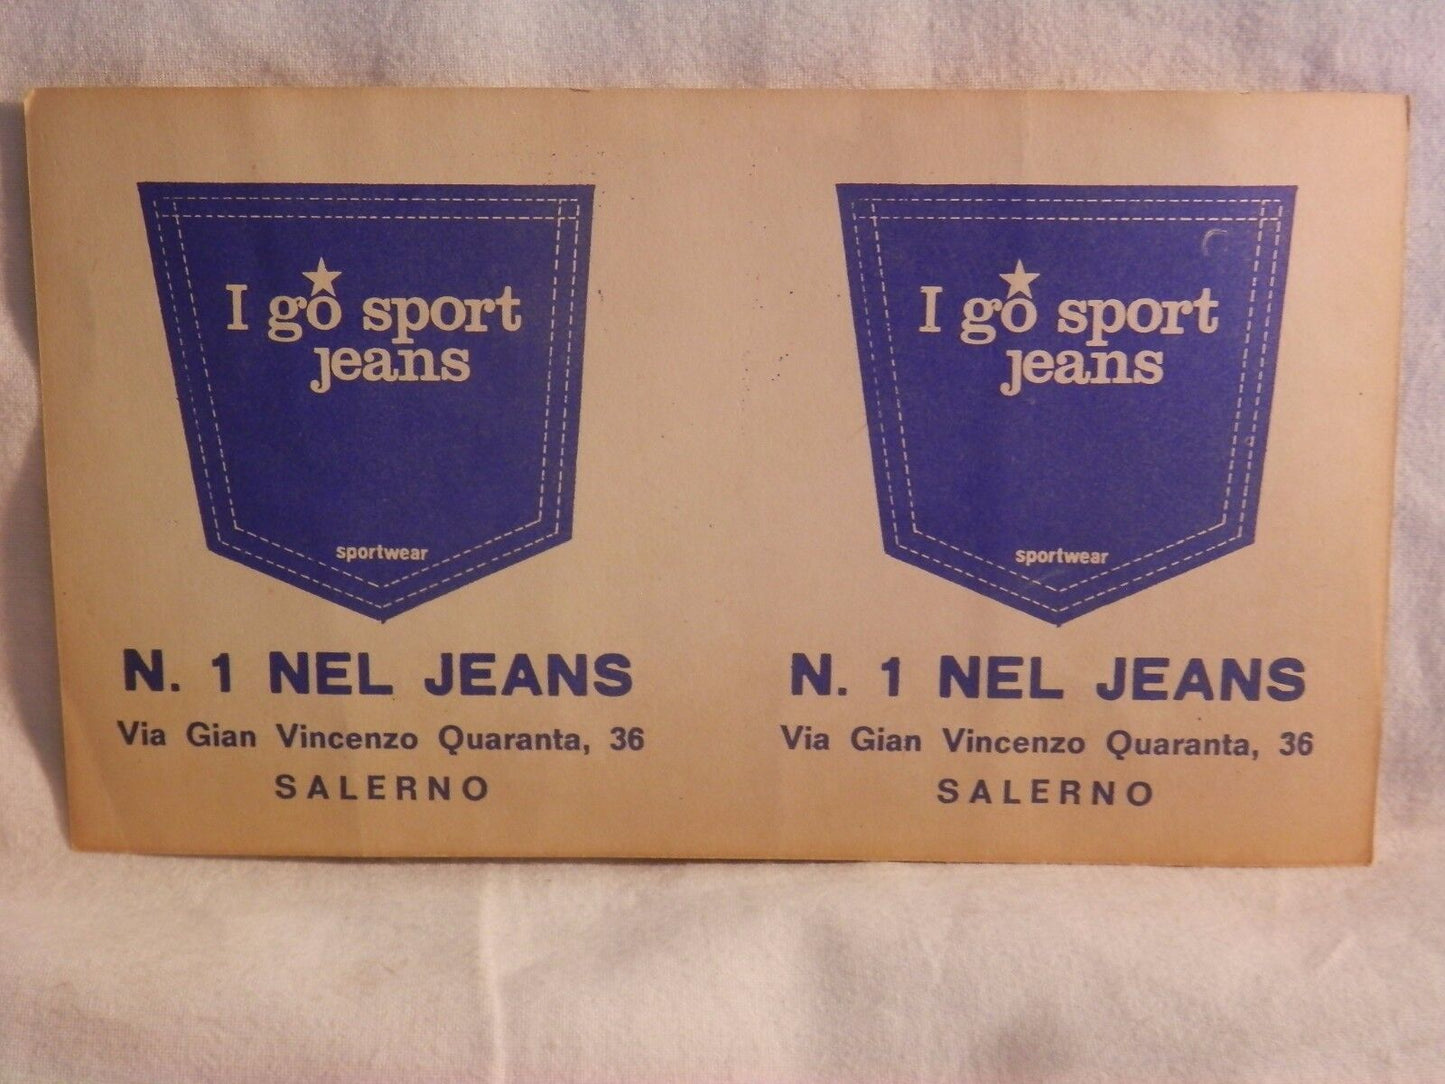 I go sport
jeans
sportwear
N. 1 NEL JEANS
Via Gian Vincenzo Quaranta, 36
SALERNO
I go sport
jeans
sportwear
N. 1 NEL JEANS
Via Gian Vincenzo Quaranta, 36
SALERNO